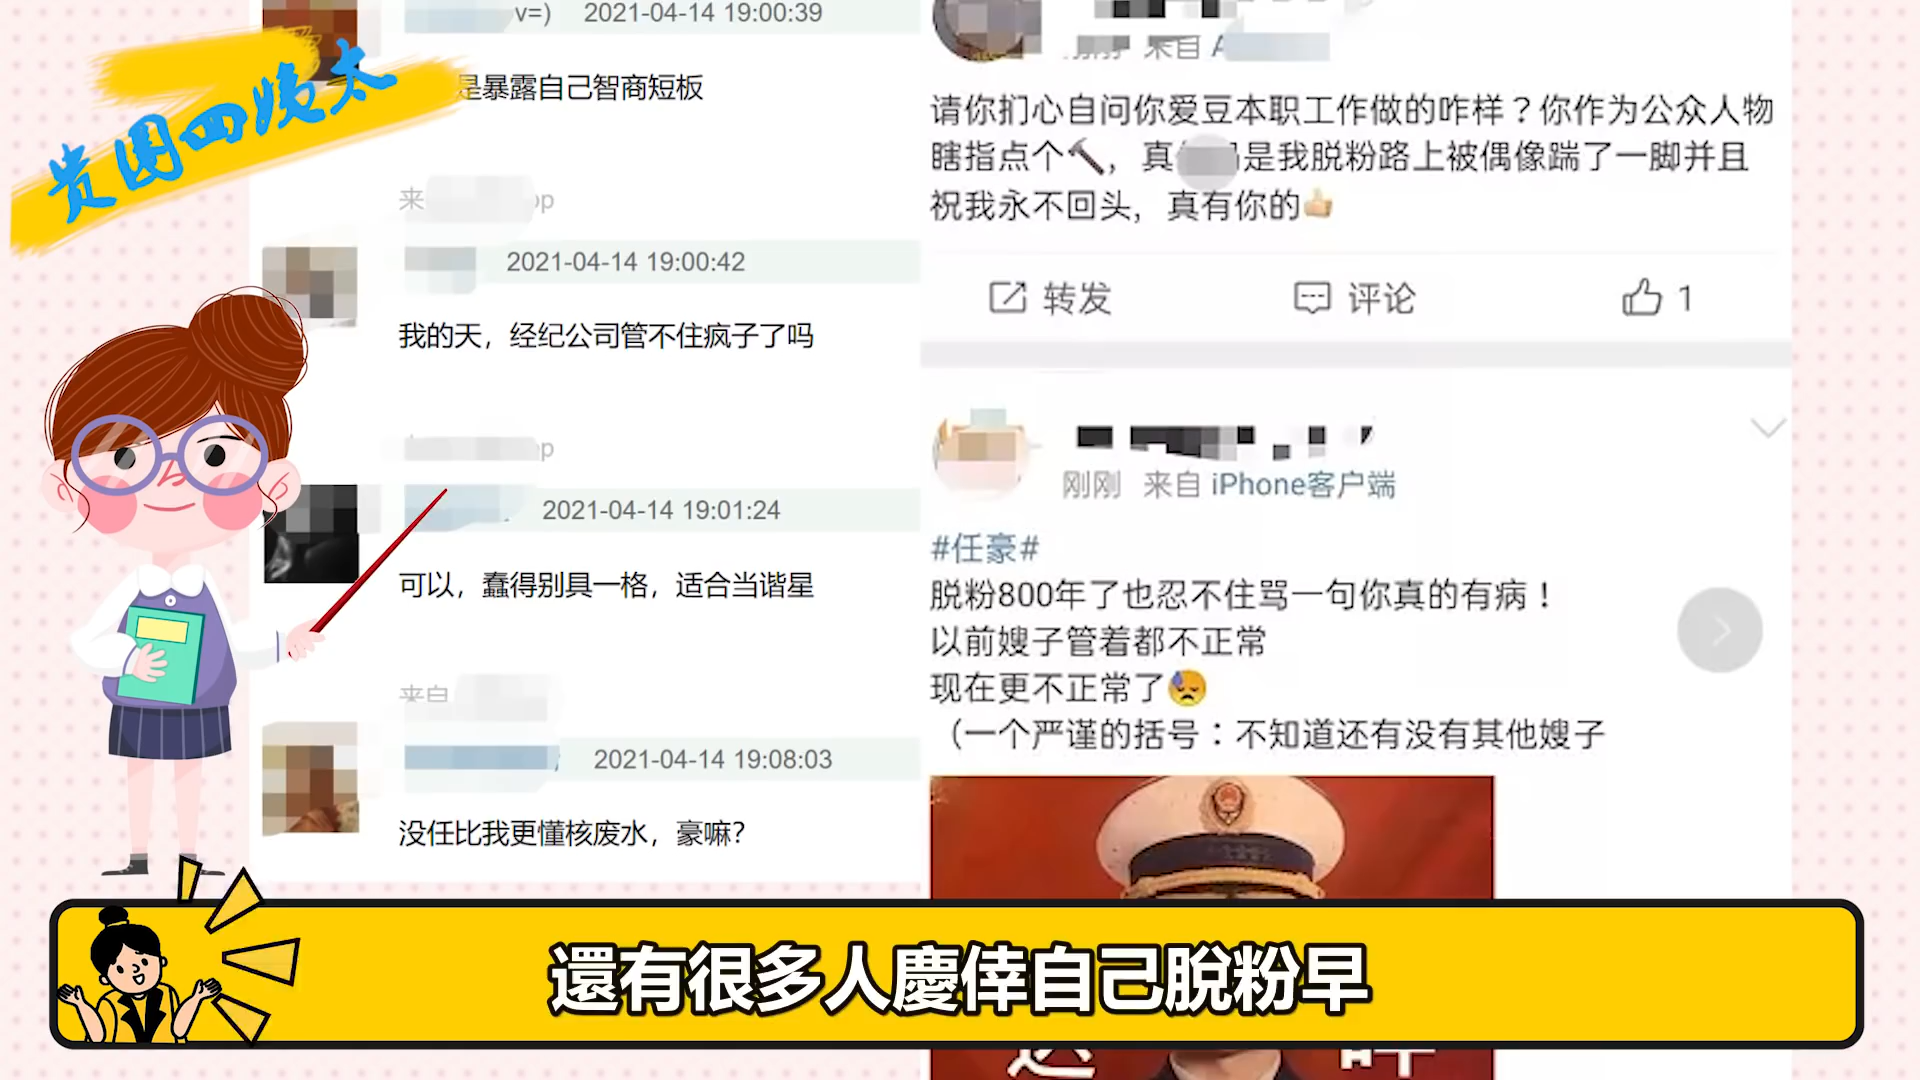 贵圈四姨太
v=) 2021-04-14 19:00:39
是暴露自己智商短板
来 op
2021-04-14 19:00:42
我的天，经纪公司管不住疯子了吗
p
2021-04-14 19:01:24
可以，蠢得别具一格，适合当谐星
来自
2021-04-14 19:08:03
没任比我更懂核废水，豪嘛?
刚刚 来自 A
请你扪心自问你爱豆本职工作做的咋样？你作为公众人物
瞎指点个🔨，真 是我脱粉路上被偶像踹了一脚并且
祝我永不回头，真有你的👍
转发 评论 1
刚刚 来自 iPhone客户端
#任豪#
脱粉800年了也忍不住骂一句你真的有病！
以前嫂子管着都不正常
现在更不正常了😓
（一个严谨的括号：不知道还有没有其他嫂子
還有很多人慶倖自己脫粉早